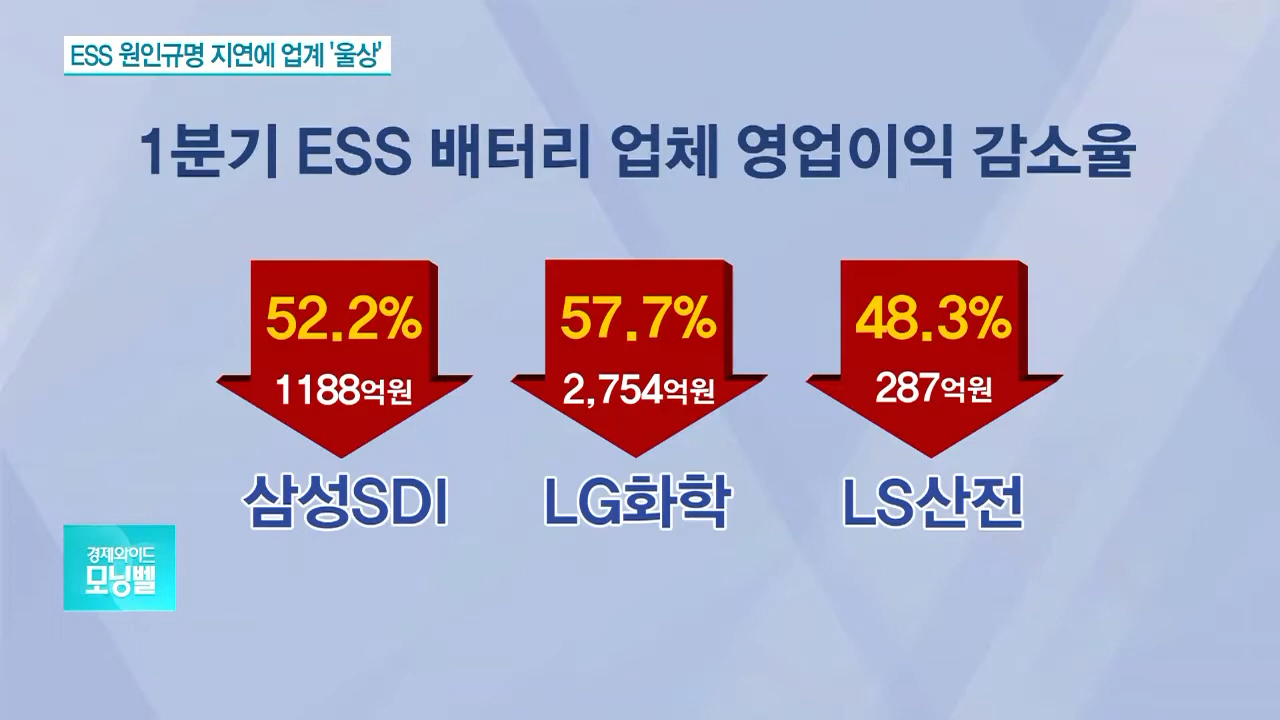 ESS 원인규명 지연에 업계 '울상'
1분기 ESS 배터리 업체 영업이익 감소율
52.2%
1188억원
삼성SDI
57.7%
2,754억원
LG화학
48.3%
287억원
LS산전
경제와이드
모닝벨